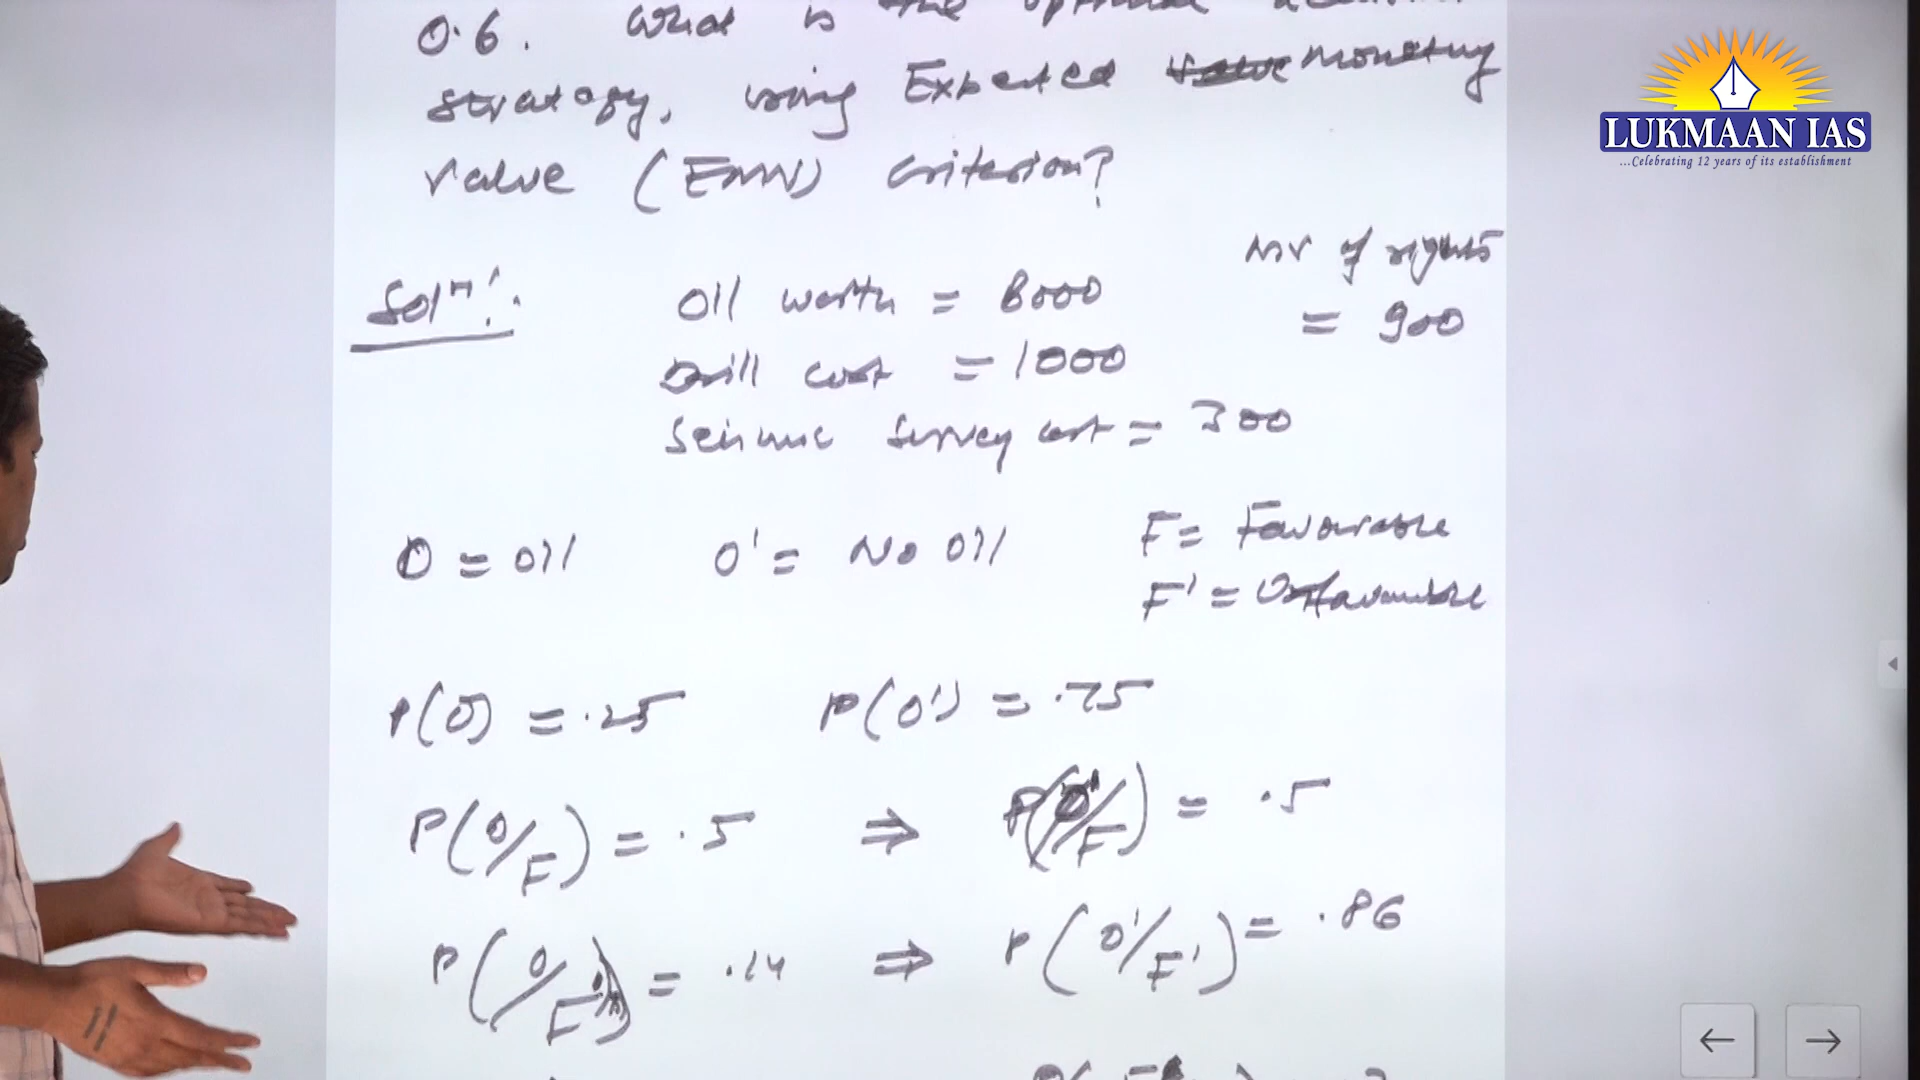 0.6. What is the optimal
strategy, using Expected monetary
value (EMV) criterion?
LUKMAAN IAS
...Celebrating 12 years of its establishment
Solⁿ:
Oil worth = 8000
of rights
= 900
Drill cost = 1000
Seismic survey cost = 300
O = Oil O' = No Oil F = Favourable
F' = Unfavourable
P(O) = .25 P(O') = .75
P(O/F) = .5 ⇒ P(O'/F) = .5
P(O/F') = .14 ⇒ P(O'/F') = .86